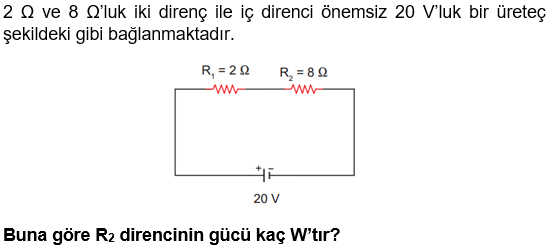 2 Ω ve 8 Ω'luk iki direnç ile iç direnci önemsiz 20 V'luk bir üreteç
şekildeki gibi bağlanmaktadır.
R₁ = 2 Ω R₂ = 8 Ω
+ -
20 V
Buna göre R₂ direncinin gücü kaç W'tır?